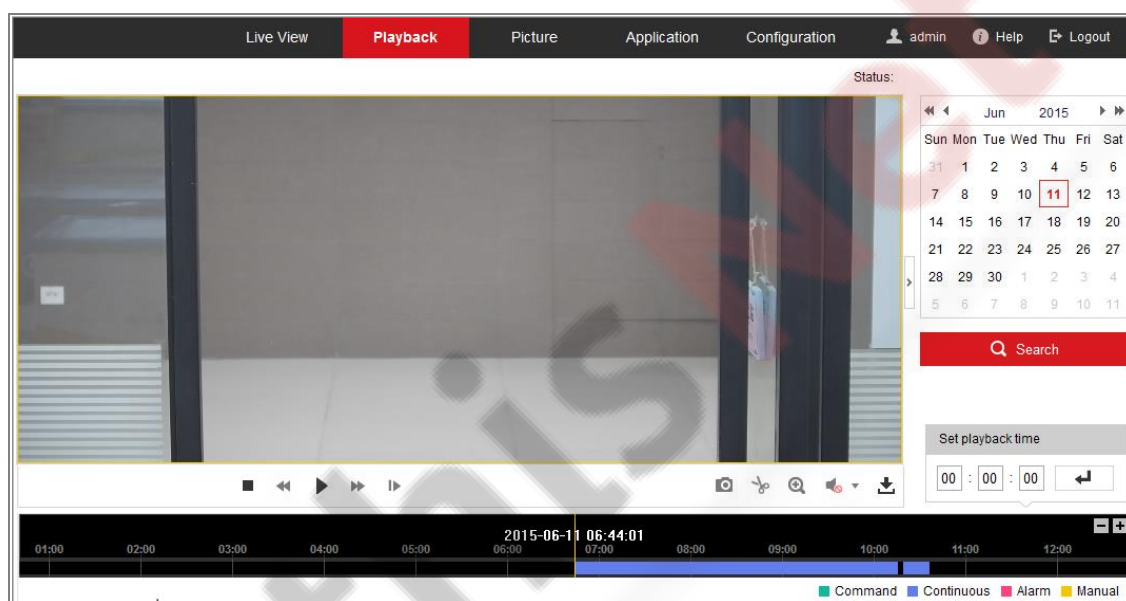 Live View Playback Picture Application Configuration admin Help Logout
Status:
Jun 2015
Sun Mon Tue Wed Thu Fri Sat
31 1 2 3 4 5 6
7 8 9 10 11 12 13
14 15 16 17 18 19 20
21 22 23 24 25 26 27
28 29 30 1 2 3 4
5 6 7 8 9 10 11
Search
Set playback time
00 : 00 : 00
2015-06-11 06:44:01
01:00 02:00 03:00 04:00 05:00 06:00 07:00 08:00 09:00 10:00 11:00 12:00
Command Continuous Alarm Manual
this Net